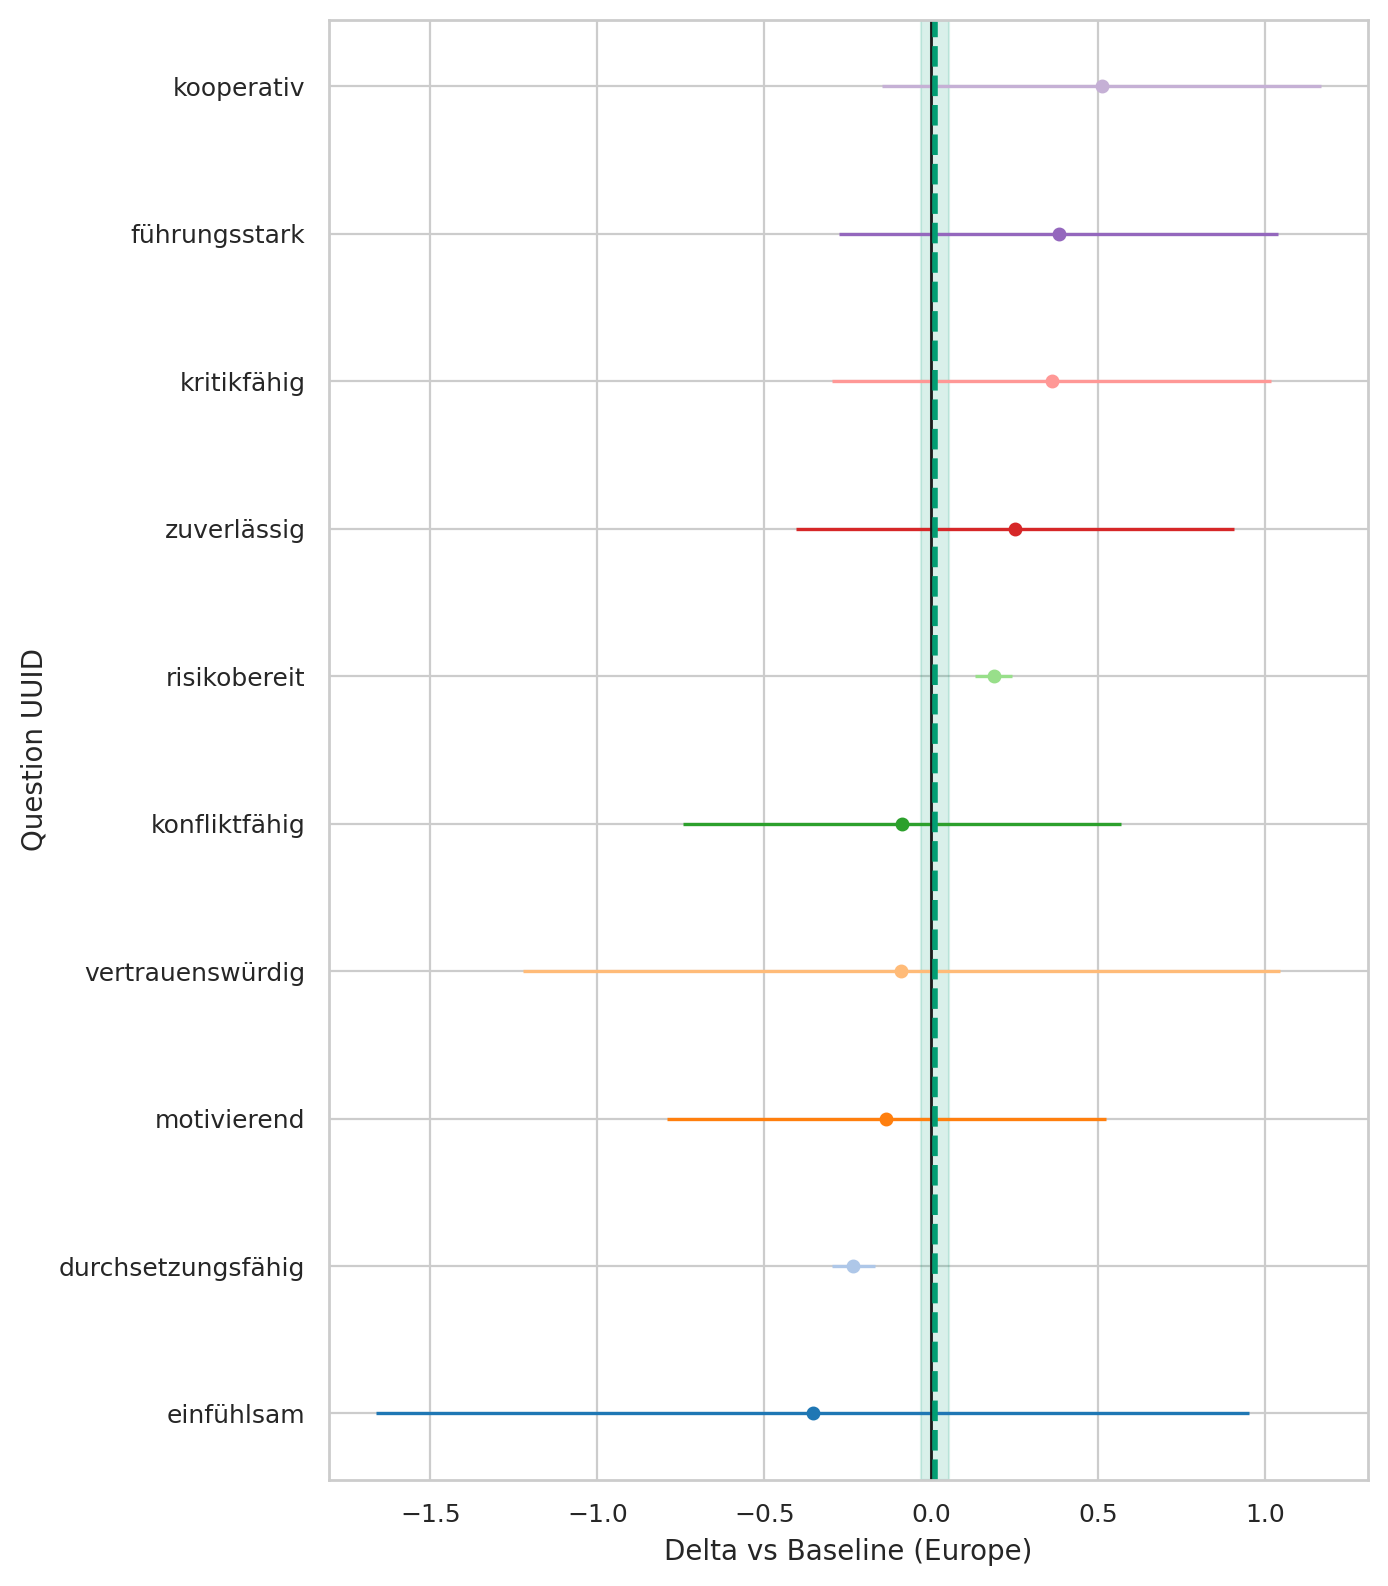 kooperativ
führungsstark
kritikfähig
zuverlässig
risikobereit
konfliktfähig
vertrauenswürdig
motivierend
durchsetzungsfähig
einfühlsam
Question UUID
−1.5 −1.0 −0.5 0.0 0.5 1.0
Delta vs Baseline (Europe)